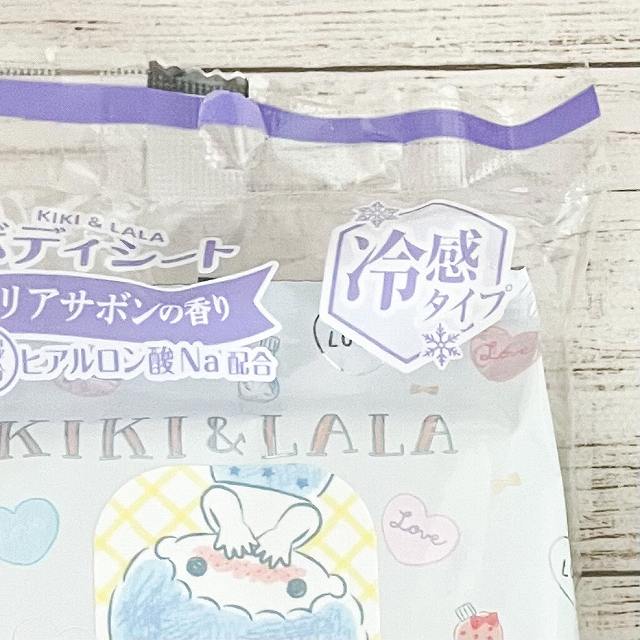 KIKI & LALA
ボディシート
リアサボンの香り
ヒアルロン酸Na配合
冷感
タイプ
Love
KIKI & LALA
Love